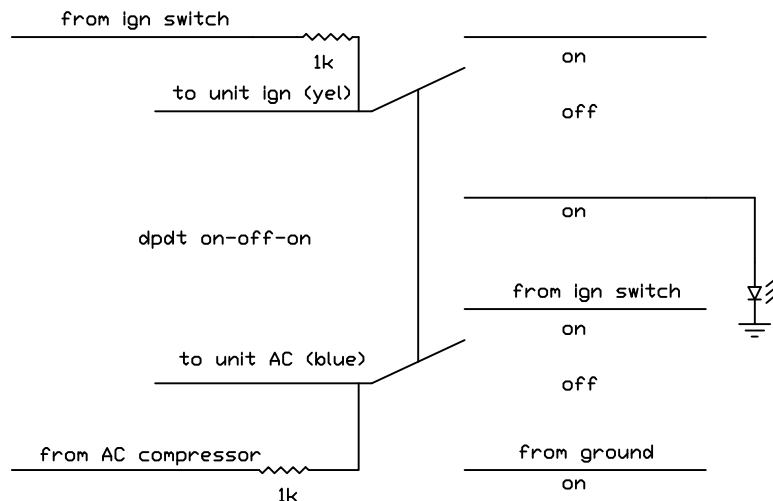 from ign switch
1k
on
to unit ign (yel)
off
on
dpdt on-off-on
from ign switch
on
to unit AC (blue)
off
from AC compressor
from ground
on
1k